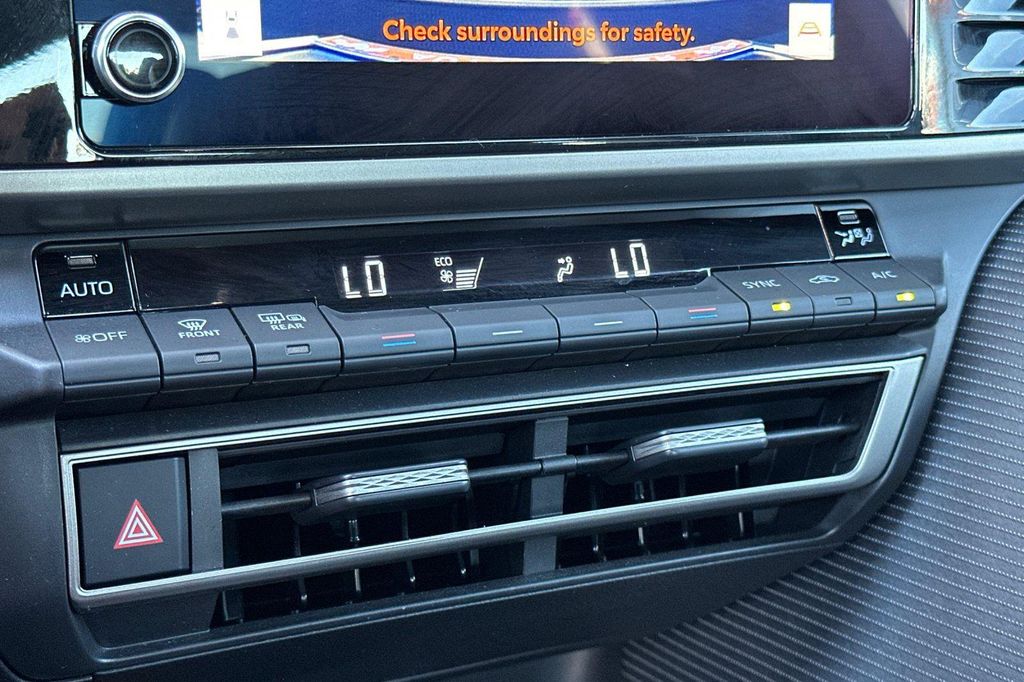 Check surroundings for safety.
AUTO
LO
ECO
LO
OFF
FRONT
REAR
SYNC
A/C